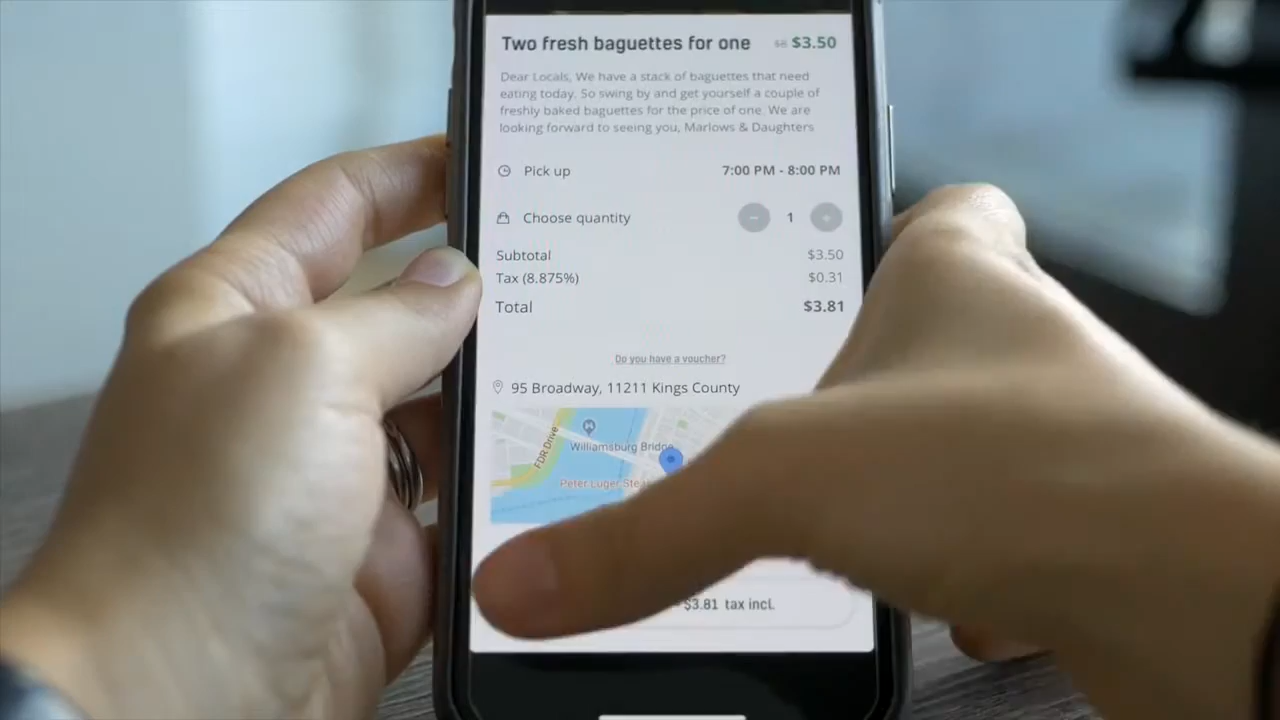 Two fresh baguettes for one $8 $3.50
Dear Locals, We have a stack of baguettes that need
eating today. So swing by and get yourself a couple of
freshly baked baguettes for the price of one. We are
looking forward to seeing you, Marlows & Daughters
Pick up 7:00 PM - 8:00 PM
Choose quantity − 1 +
Subtotal $3.50
Tax (8.875%) $0.31
Total $3.81
Do you have a voucher?
95 Broadway, 11211 Kings County
FDR Drive
Williamsburg Bridge
Peter Luger
$3.81 tax incl.